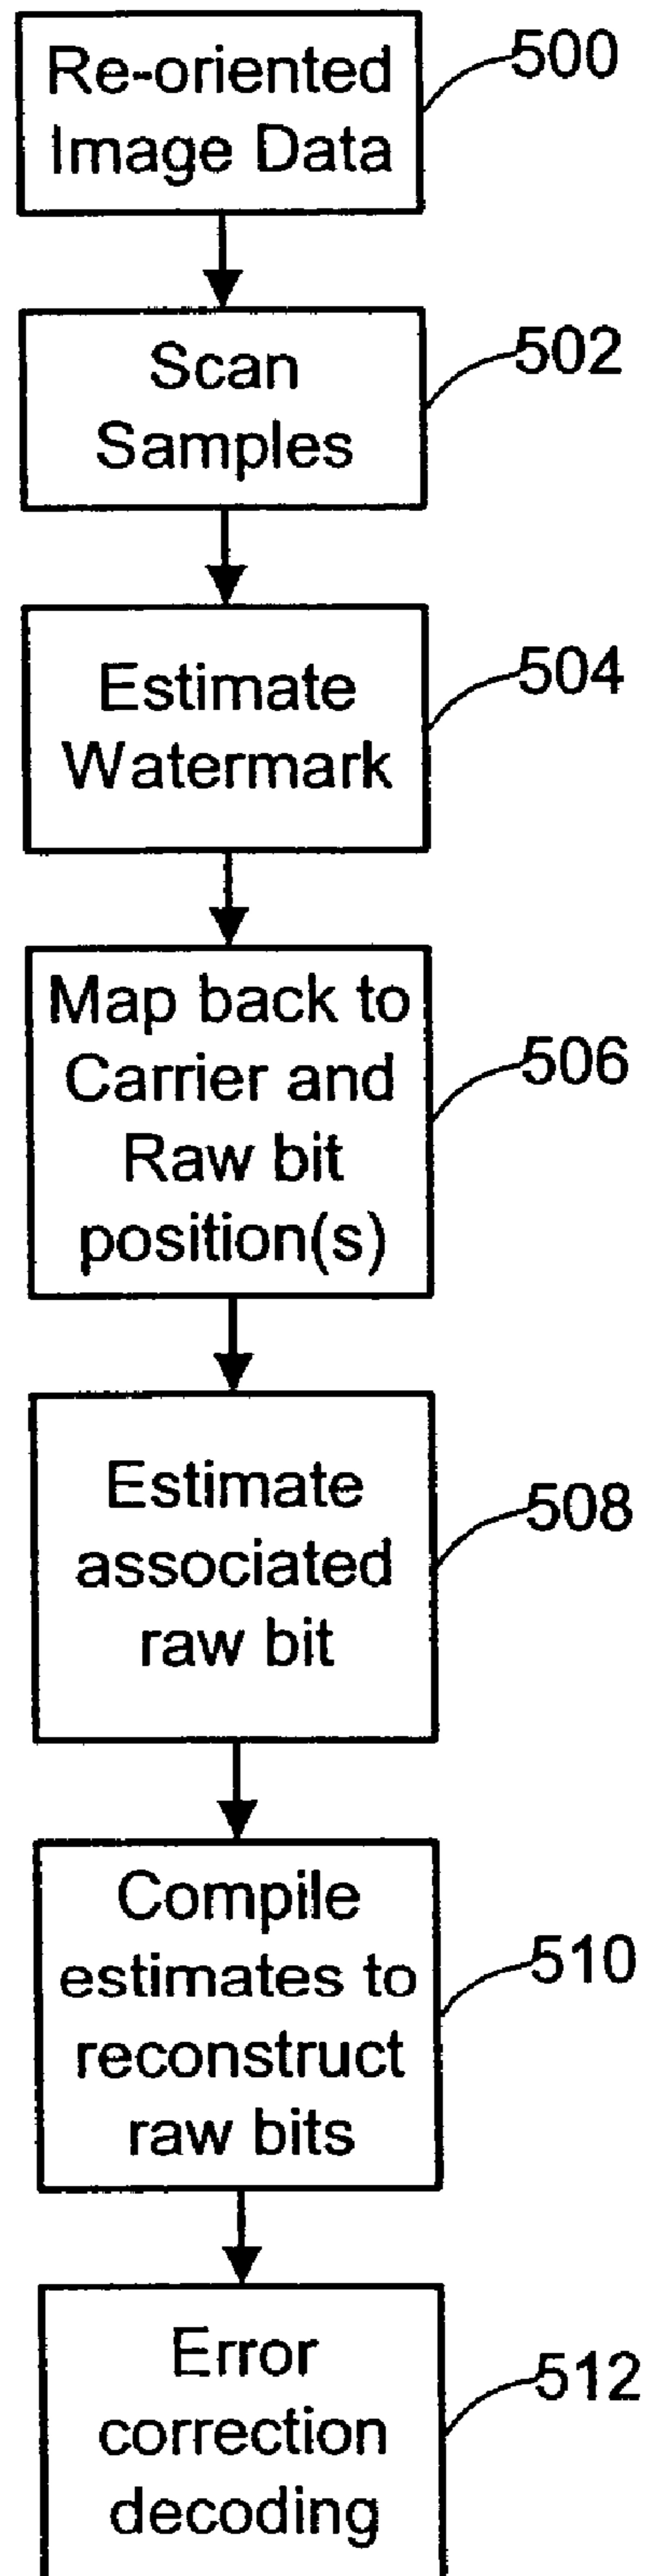 Re-oriented
Image Data
500
Scan
Samples
502
Estimate
Watermark
504
Map back to
Carrier and
Raw bit
position(s)
506
Estimate
associated
raw bit
508
Compile
estimates to
reconstruct
raw bits
510
Error
correction
decoding
512